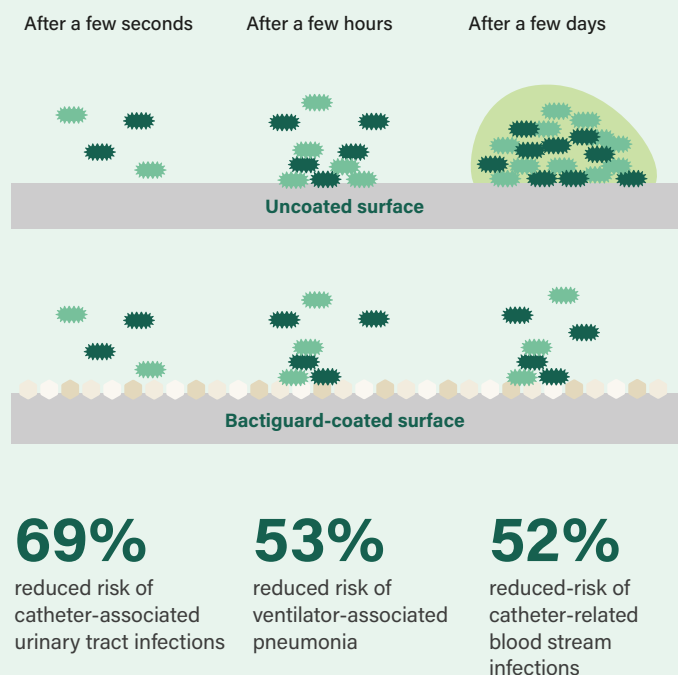 After a few seconds
After a few hours
After a few days
Uncoated surface
Bactiguard-coated surface
69%
reduced risk of
catheter-associated
urinary tract infections
53%
reduced risk of
ventilator-associated
pneumonia
52%
reduced-risk of
catheter-related
blood stream
infections